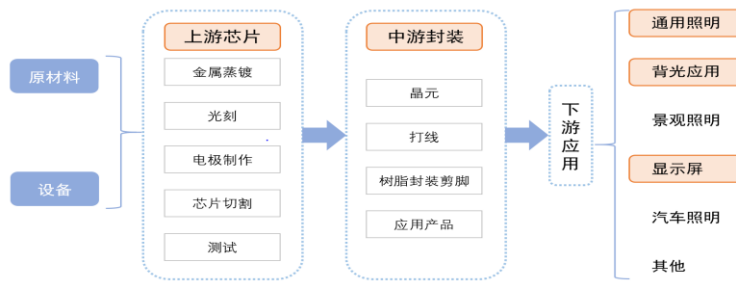 原材料
设备
上游芯片
金属蒸镀
光刻
电极制作
芯片切割
测试
中游封装
晶元
打线
树脂封装剪脚
应用产品
下游应用
通用照明
背光应用
景观照明
显示屏
汽车照明
其他